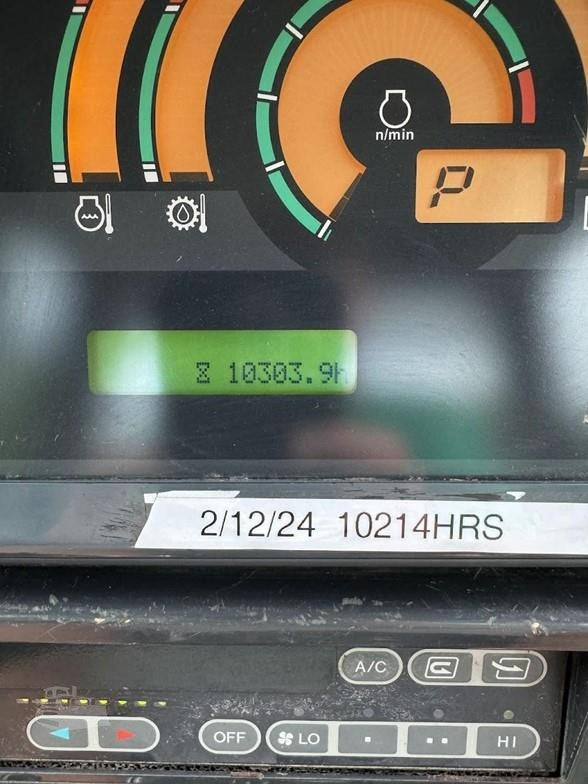 n/min
P
10303.9h
2/12/24 10214HRS
A/C
OFF
LO
HI